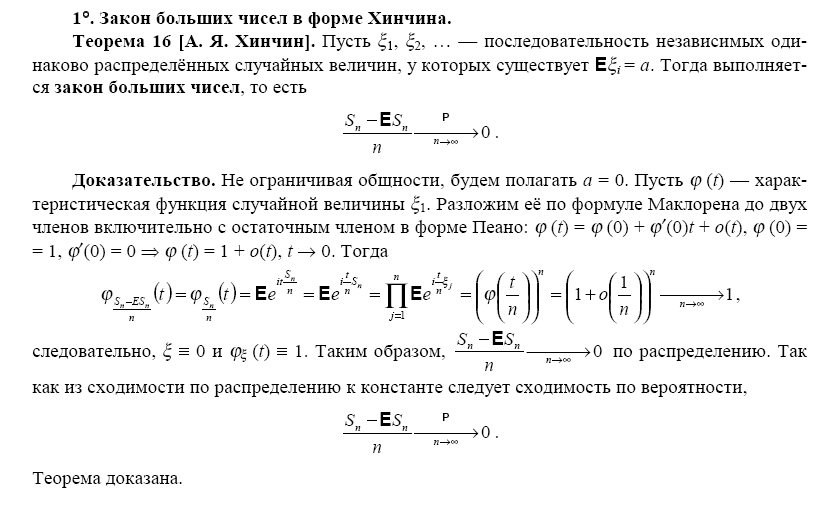 1°. Закон больших чисел в форме Хинчина.
Теорема 16 [А. Я. Хинчин]. Пусть ξ₁, ξ₂, … — последовательность независимых оди-
наково распределённых случайных величин, у которых существует Eξᵢ = a. Тогда выполняет-
ся закон больших чисел, то есть
(Sₙ − ESₙ)/n —P→ 0 . n→∞
Доказательство. Не ограничивая общности, будем полагать a = 0. Пусть φ (t) — харак-
теристическая функция случайной величины ξ₁. Разложим её по формуле Маклорена до двух
членов включительно с остаточным членом в форме Пеано: φ (t) = φ (0) + φ′(0)t + o(t), φ (0) =
= 1, φ′(0) = 0 ⇒ φ (t) = 1 + o(t), t → 0. Тогда
φ_{(Sₙ−ESₙ)/n}(t) = φ_{Sₙ/n}(t) = Ee^{it Sₙ/n} = Ee^{i(t/n)Sₙ} = ∏_{j=1}^{n} Ee^{i(t/n)ξⱼ} = (φ(t/n))ⁿ = (1 + o(1/n))ⁿ —→ 1, n→∞
следовательно, ξ ≡ 0 и φ_ξ (t) ≡ 1. Таким образом, (Sₙ − ESₙ)/n —→ 0 n→∞ по распределению. Так
как из сходимости по распределению к константе следует сходимость по вероятности,
(Sₙ − ESₙ)/n —P→ 0 . n→∞
Теорема доказана.